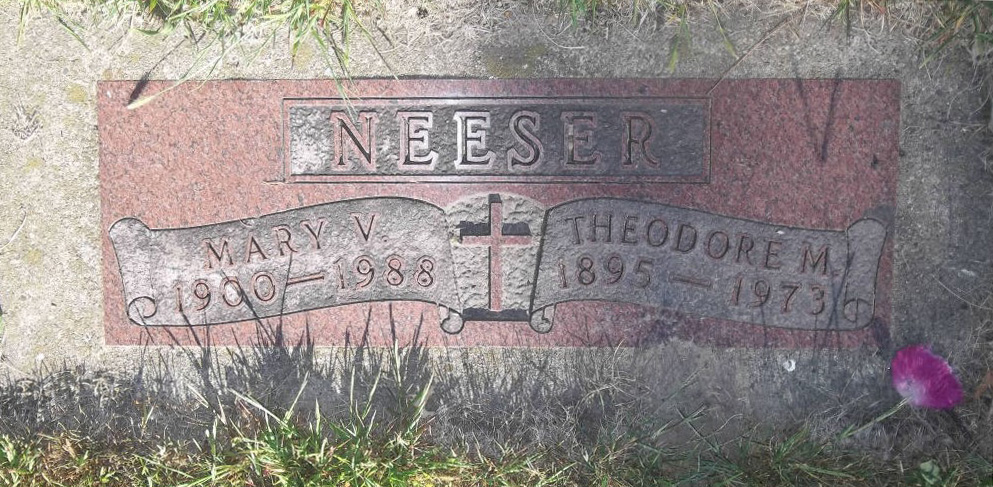 NEESER
MARY V.
1900 — 1988
THEODORE M.
1895 — 1973